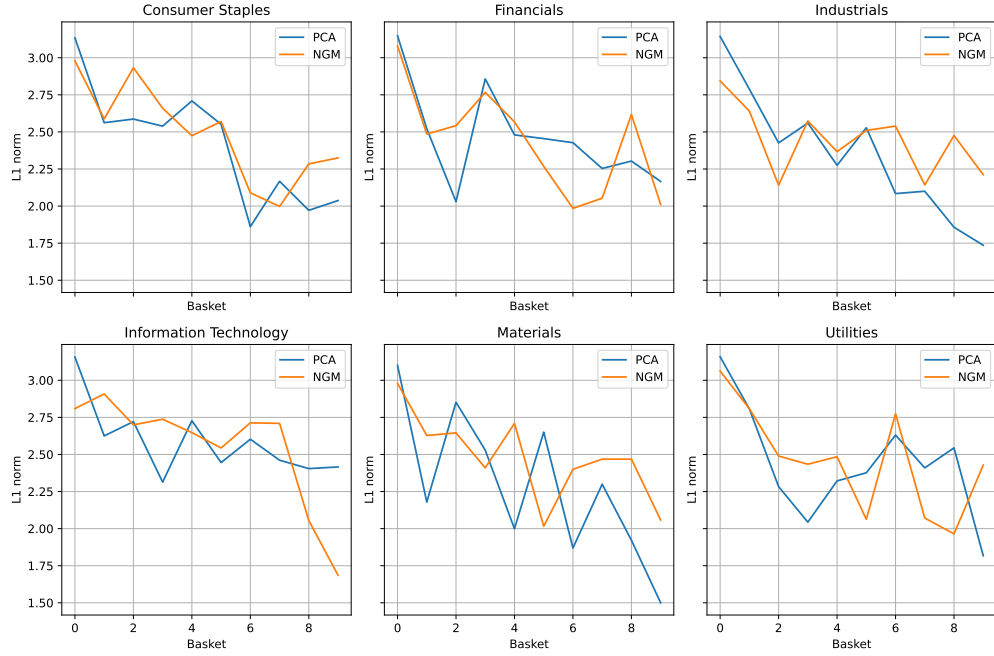 Consumer Staples
3.00
2.75
2.50
2.25
2.00
1.75
1.50
L1 norm
Basket
PCA
NGM
Financials
L1 norm
Basket
PCA
NGM
Industrials
L1 norm
Basket
PCA
NGM
Information Technology
3.00
2.75
2.50
2.25
2.00
1.75
1.50
L1 norm
0 2 4 6 8
Basket
PCA
NGM
Materials
L1 norm
0 2 4 6 8
Basket
PCA
NGM
Utilities
L1 norm
0 2 4 6 8
Basket
PCA
NGM